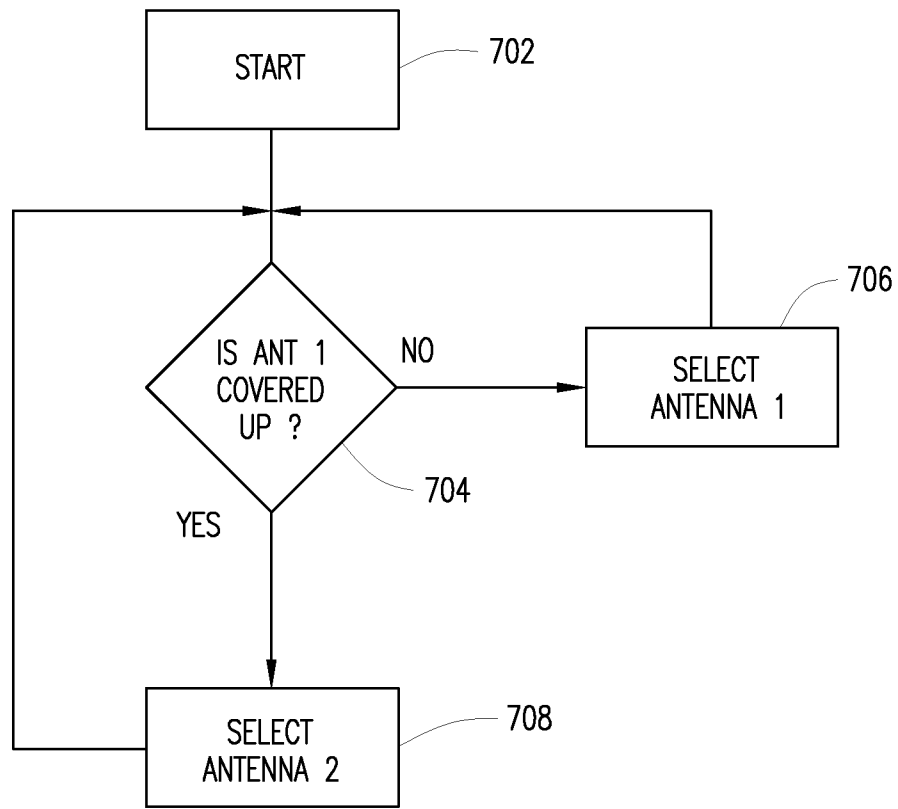 START
702
IS ANT 1
COVERED
UP ?
NO
706
SELECT
ANTENNA 1
704
YES
SELECT
ANTENNA 2
708